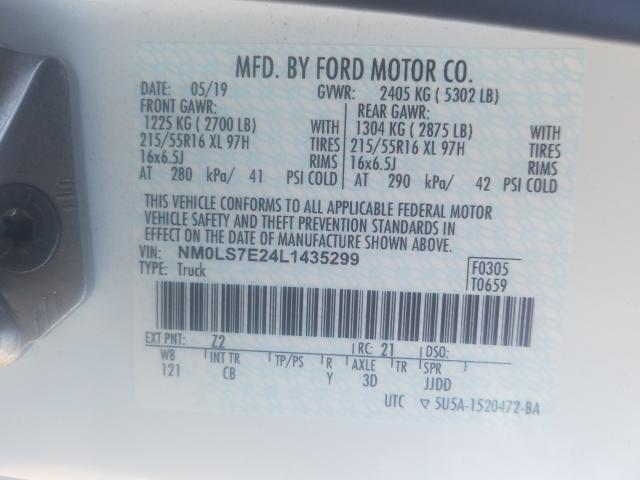 MFD. BY FORD MOTOR CO.
DATE: 05/19 GVWR: 2405 KG ( 5302 LB)
FRONT GAWR: REAR GAWR:
1225 KG ( 2700 LB) WITH 1304 KG ( 2875 LB) WITH
215/55R16 XL 97H TIRES 215/55R16 XL 97H TIRES
16x6.5J RIMS 16x6.5J RIMS
AT 280 kPa/ 41 PSI COLD AT 290 kPa/ 42 PSI COLD
THIS VEHICLE CONFORMS TO ALL APPLICABLE FEDERAL MOTOR
VEHICLE SAFETY AND THEFT PREVENTION STANDARDS IN
EFFECT ON THE DATE OF MANUFACTURE SHOWN ABOVE.
VIN: NM0LS7E24L1435299 F0305
TYPE: Truck T0659
EXT PNT: Z2 RC: 21 DSO:
WB INT TR TP/PS R AXLE TR SPR
121 CB Y 3D JJDD
UTC ▽ 5U5A-1520472-BA